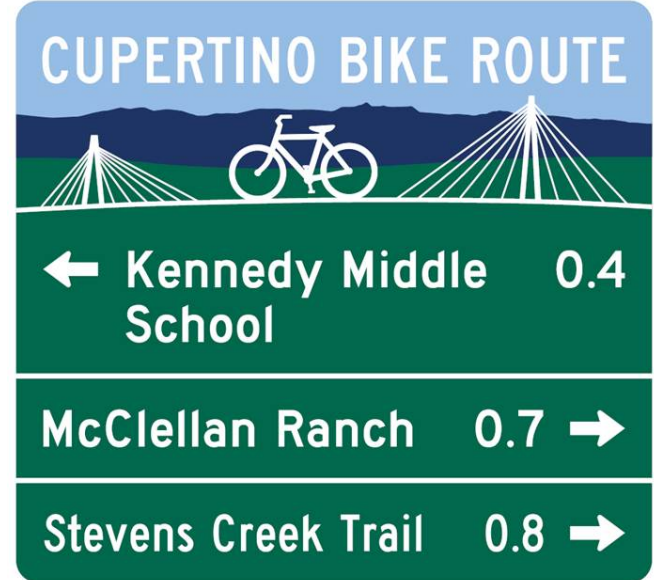 CUPERTINO BIKE ROUTE
← Kennedy Middle 0.4
School
McClellan Ranch 0.7 →
Stevens Creek Trail 0.8 →